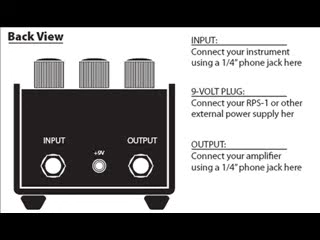 Back View
INPUT:
Connect your instrument
using a 1/4" phone jack here
9-VOLT PLUG:
Connect your RPS-1 or other
external power supply her
OUTPUT:
Connect your amplifier
using a 1/4" phone jack here
INPUT
OUTPUT
+9V